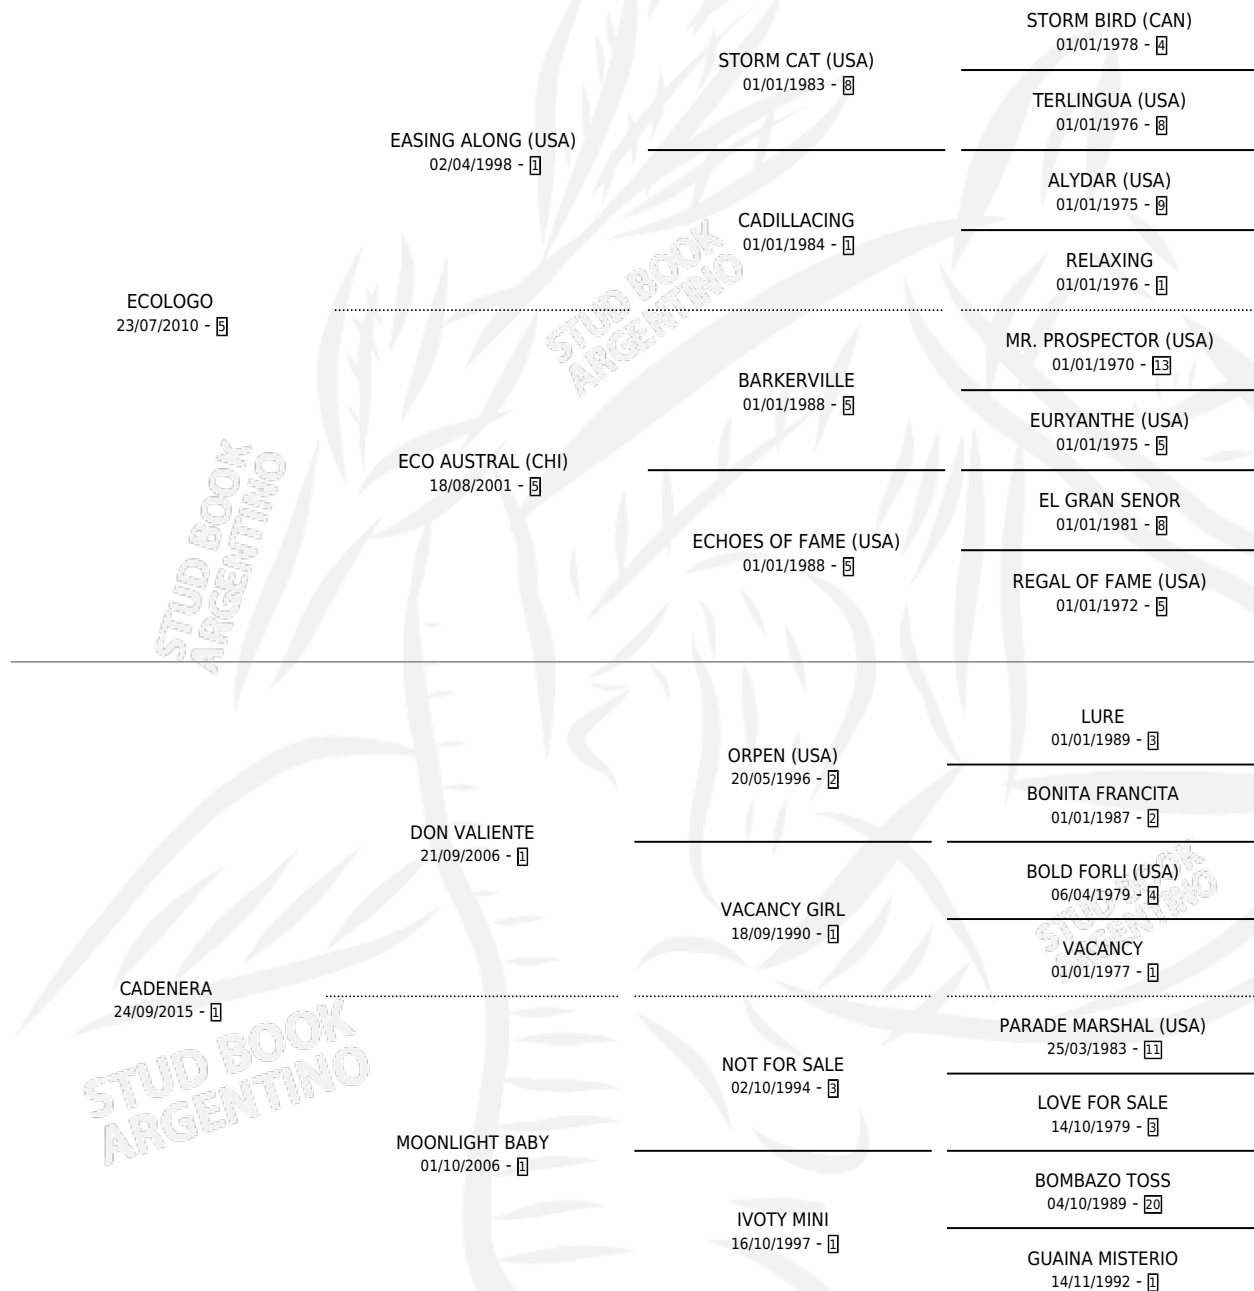 STORM BIRD (CAN)
01/01/1978 - 4
STORM CAT (USA)
01/01/1983 - 8
TERLINGUA (USA)
01/01/1976 - 8
EASING ALONG (USA)
02/04/1998 - 1
ALYDAR (USA)
01/01/1975 - 9
CADILLACING
01/01/1984 - 1
RELAXING
01/01/1976 - 1
ECOLOGO
23/07/2010 - 5
STUD BOOK
ARGENTINO
MR. PROSPECTOR (USA)
01/01/1970 - 13
BARKERVILLE
01/01/1988 - 5
EURYANTHE (USA)
01/01/1975 - 5
ECO AUSTRAL (CHI)
18/08/2001 - 5
EL GRAN SENOR
01/01/1981 - 8
ECHOES OF FAME (USA)
01/01/1988 - 5
REGAL OF FAME (USA)
01/01/1972 - 5
STUD BOOK
ARGENTINO
LURE
01/01/1989 - 3
ORPEN (USA)
20/05/1996 - 2
BONITA FRANCITA
01/01/1987 - 2
DON VALIENTE
21/09/2006 - 1
BOLD FORLI (USA)
06/04/1979 - 4
VACANCY GIRL
18/09/1990 - 1
STUD BOOK
ARGENTINO
VACANCY
01/01/1977 - 1
CADENERA
24/09/2015 - 1
STUD BOOK
ARGENTINO
PARADE MARSHAL (USA)
25/03/1983 - 11
NOT FOR SALE
02/10/1994 - 3
LOVE FOR SALE
14/10/1979 - 3
MOONLIGHT BABY
01/10/2006 - 1
BOMBAZO TOSS
04/10/1989 - 20
IVOTY MINI
16/10/1997 - 1
GUAINA MISTERIO
14/11/1992 - 1